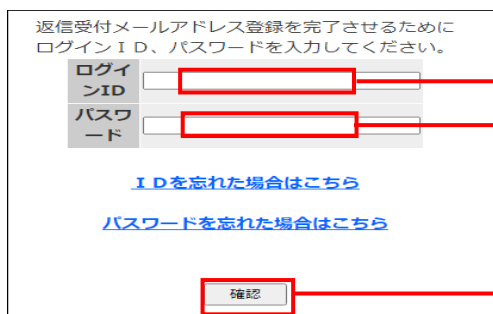 返信受付メールアドレス登録を完了させるために
ログインＩＤ、パスワードを入力してください。
ログイ
ンID
パスワ
ード
ＩＤを忘れた場合はこちら
パスワードを忘れた場合はこちら
確認